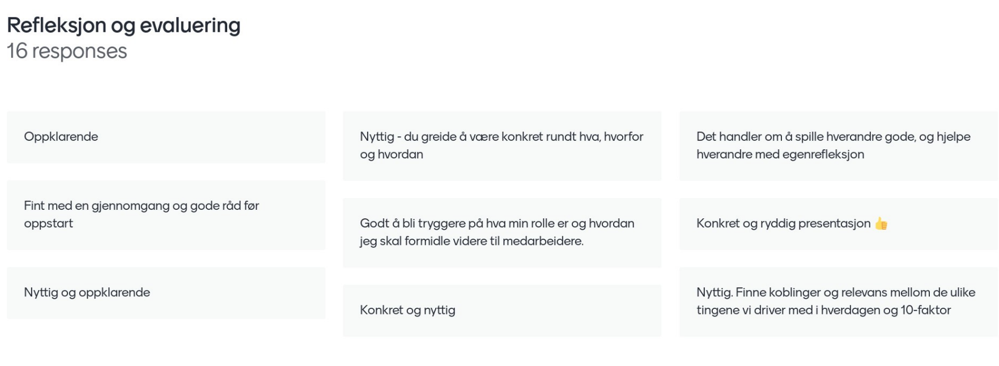 Refleksjon og evaluering
16 responses
Oppklarende
Fint med en gjennomgang og gode råd før
oppstart
Nyttig og oppklarende
Nyttig - du greide å være konkret rundt hva, hvorfor
og hvordan
Godt å bli tryggere på hva min rolle er og hvordan
jeg skal formidle videre til medarbeidere.
Konkret og nyttig
Det handler om å spille hverandre gode, og hjelpe
hverandre med egenrefleksjon
Konkret og ryddig presentasjon 👍
Nyttig. Finne koblinger og relevans mellom de ulike
tingene vi driver med i hverdagen og 10-faktor